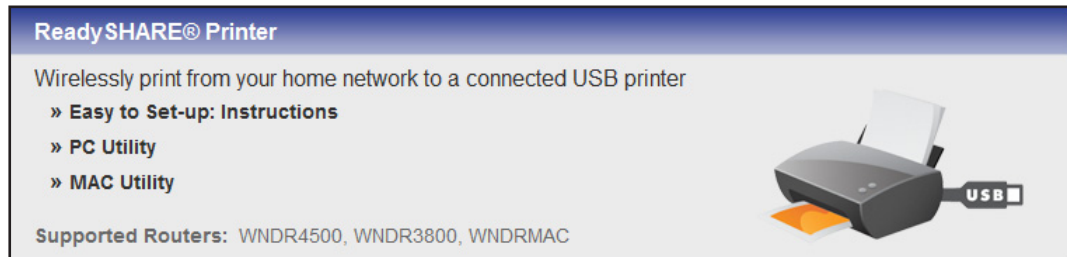 ReadySHARE® Printer
Wirelessly print from your home network to a connected USB printer
» Easy to Set-up: Instructions
» PC Utility
» MAC Utility
USB
Supported Routers: WNDR4500, WNDR3800, WNDRMAC